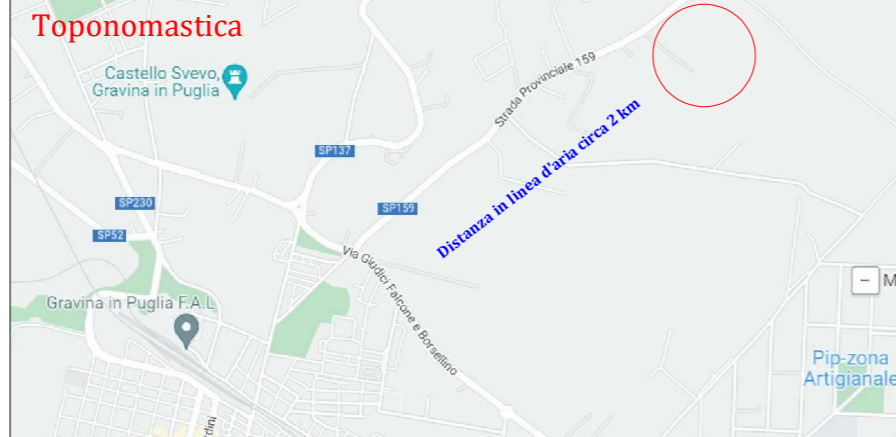 Toponomastica
Castello Svevo,
Gravina in Puglia
Strada Provinciale 159
SP137
Distanza in linea d'aria circa 2 km
SP230
SP159
SP52
Via Giudici Falcone e Borsellino
Gravina in Puglia F.A.L
M
Pip-zona
Artigianale
dini